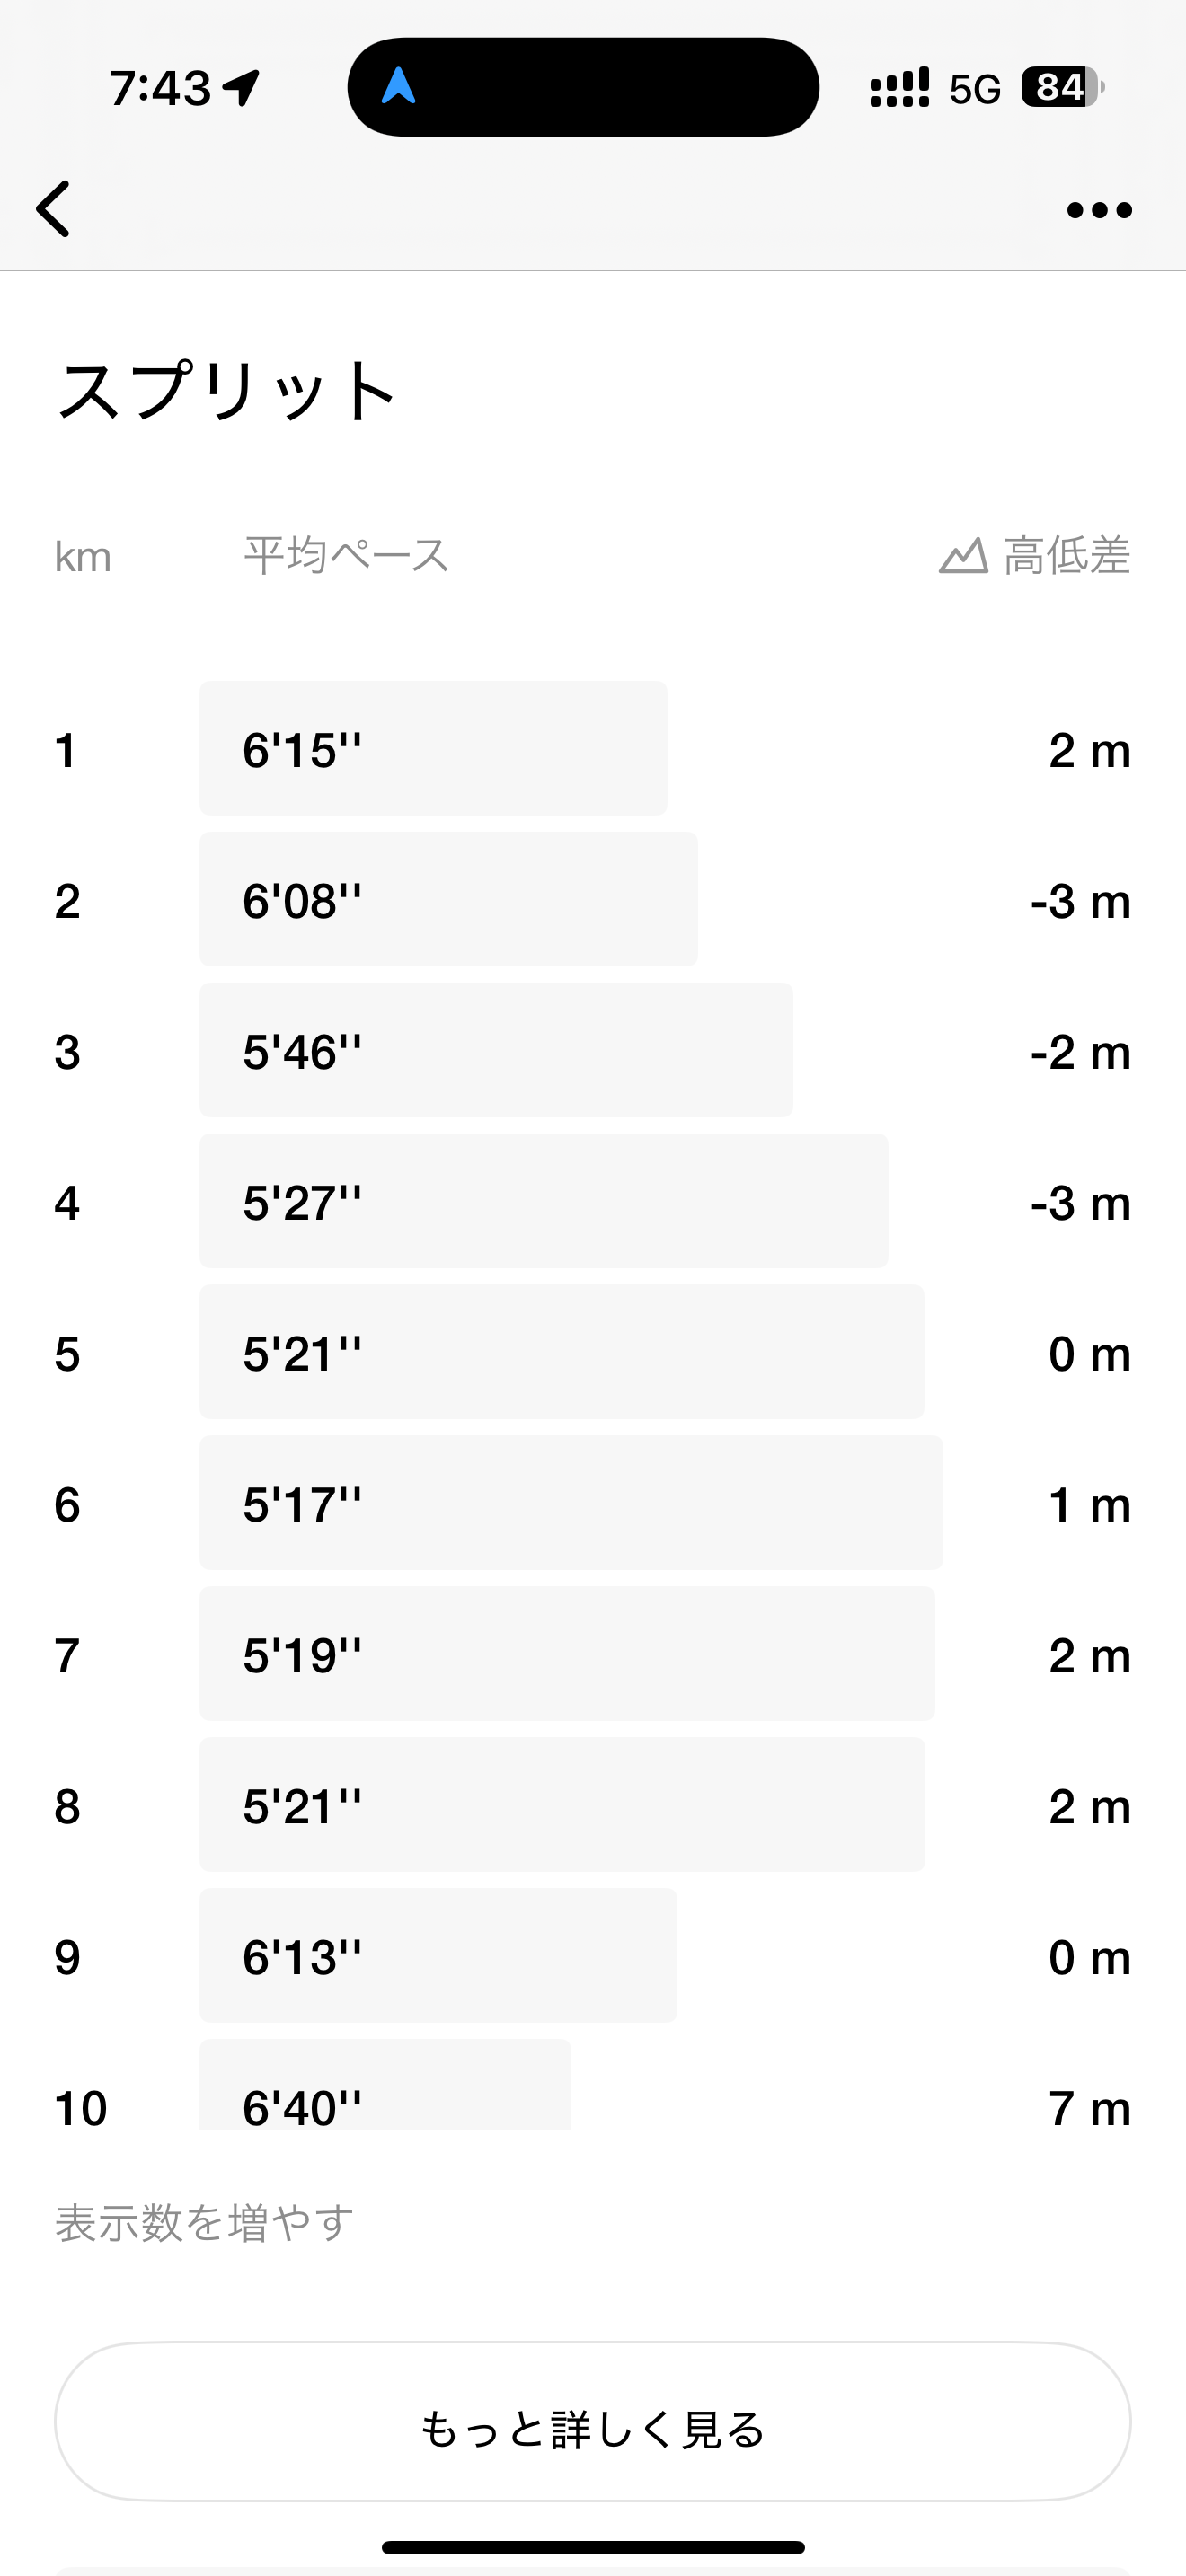 7:43 5G 84
スプリット
km 平均ペース 高低差
1 6'15'' 2 m
2 6'08'' -3 m
3 5'46'' -2 m
4 5'27'' -3 m
5 5'21'' 0 m
6 5'17'' 1 m
7 5'19'' 2 m
8 5'21'' 2 m
9 6'13'' 0 m
10 6'40'' 7 m
表示数を増やす
もっと詳しく見る